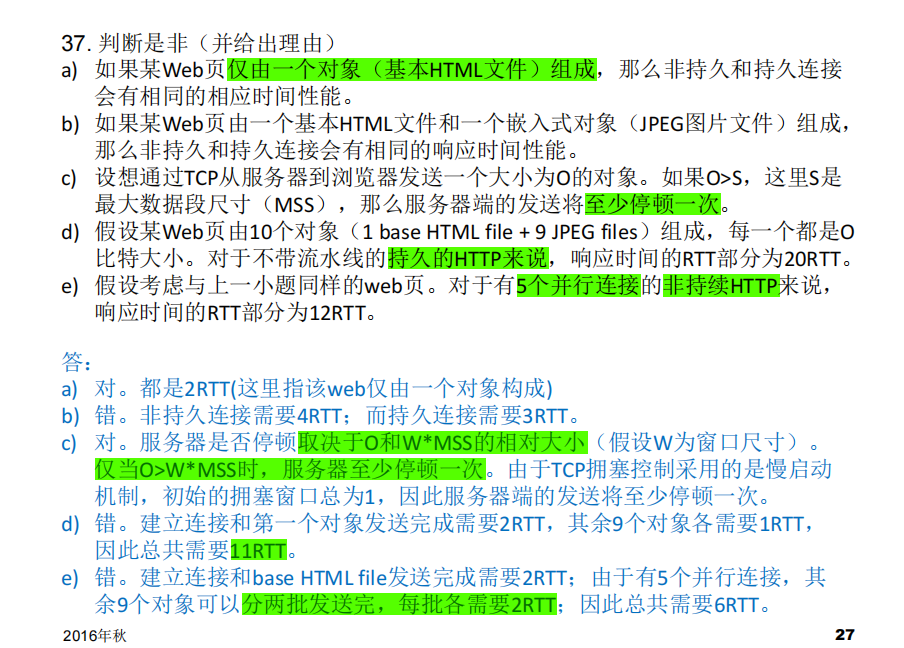 37. 判断是非（并给出理由）
a) 如果某Web页仅由一个对象（基本HTML文件）组成，那么非持久和持久连接
会有相同的相应时间性能。
b) 如果某Web页由一个基本HTML文件和一个嵌入式对象（JPEG图片文件）组成，
那么非持久和持久连接会有相同的响应时间性能。
c) 设想通过TCP从服务器到浏览器发送一个大小为O的对象。如果O>S，这里S是
最大数据段尺寸（MSS），那么服务器端的发送将至少停顿一次。
d) 假设某Web页由10个对象（1 base HTML file + 9 JPEG files）组成，每一个都是O
比特大小。对于不带流水线的持久的HTTP来说，响应时间的RTT部分为20RTT。
e) 假设考虑与上一小题同样的web页。对于有5个并行连接的非持续HTTP来说，
响应时间的RTT部分为12RTT。
答：
a) 对。都是2RTT(这里指该web仅由一个对象构成)
b) 错。非持久连接需要4RTT；而持久连接需要3RTT。
c) 对。服务器是否停顿取决于O和W*MSS的相对大小（假设W为窗口尺寸）。
仅当O>W*MSS时，服务器至少停顿一次。由于TCP拥塞控制采用的是慢启动
机制，初始的拥塞窗口总为1，因此服务器端的发送将至少停顿一次。
d) 错。建立连接和第一个对象发送完成需要2RTT，其余9个对象各需要1RTT，
因此总共需要11RTT。
e) 错。建立连接和base HTML file发送完成需要2RTT；由于有5个并行连接，其
余9个对象可以分两批发送完，每批各需要2RTT；因此总共需要6RTT。
2016年秋
27